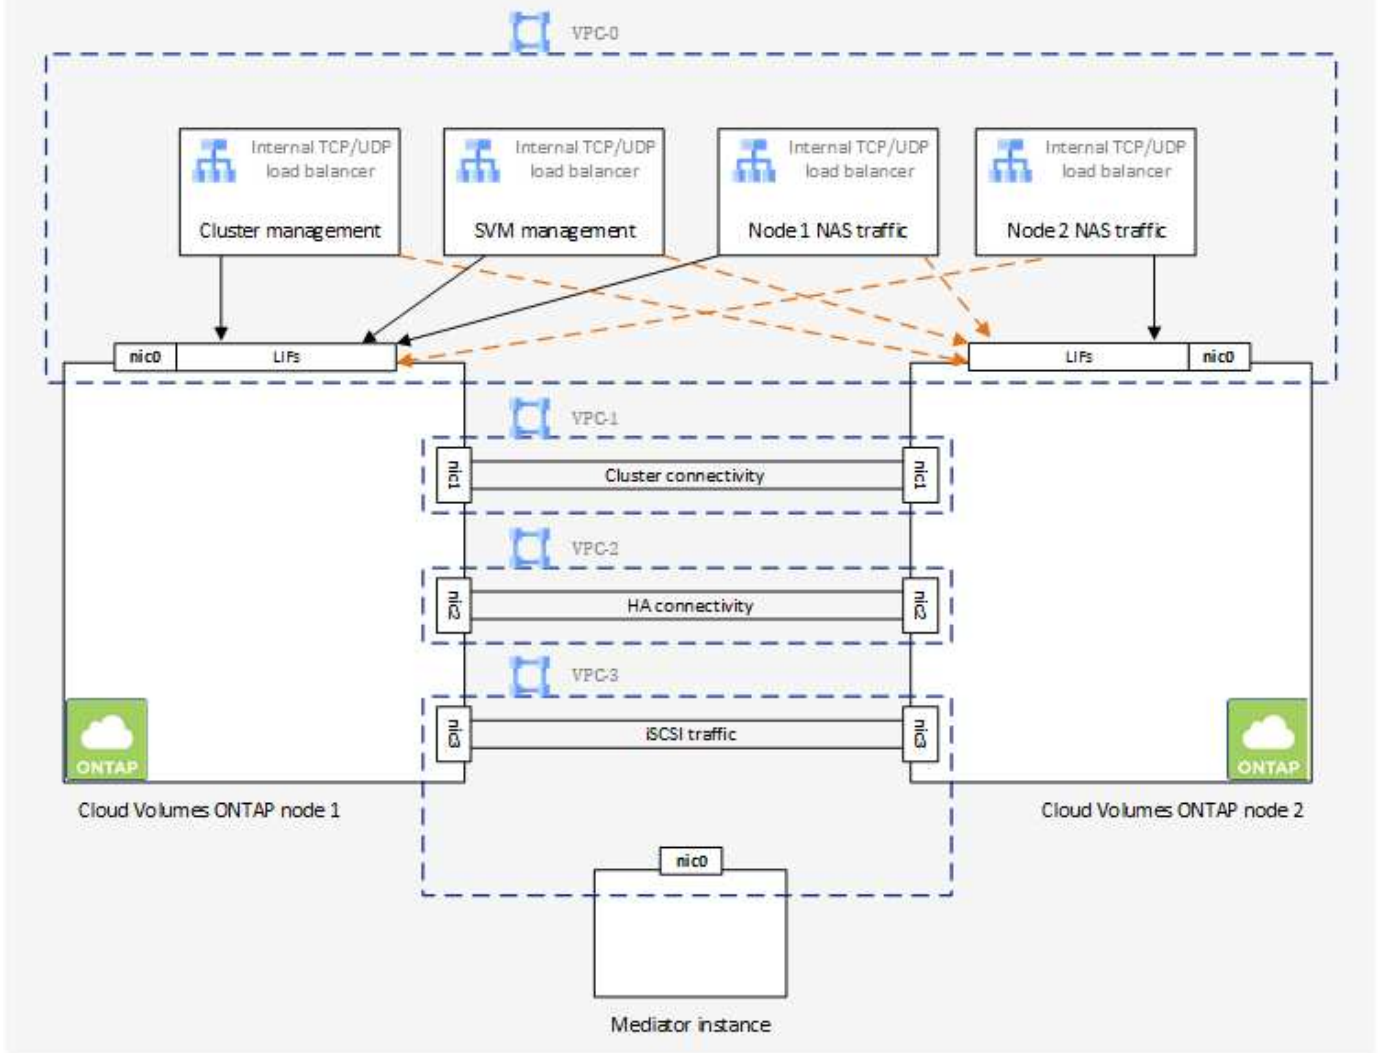 VPC-0
Internal TCP/UDP
load balancer
Cluster management
Internal TCP/UDP
load balancer
SVM management
Internal TCP/UDP
load balancer
Node 1 NAS traffic
Internal TCP/UDP
load balancer
Node 2 NAS traffic
nic0
LIFs
LIFs
nic0
VPC-1
nic1
Cluster connectivity
nic1
VPC-2
nic2
HA connectivity
nic2
VPC-3
nic3
iSCSI traffic
nic3
ONTAP
ONTAP
Cloud Volumes ONTAP node 1
Cloud Volumes ONTAP node 2
nic0
Mediator instance